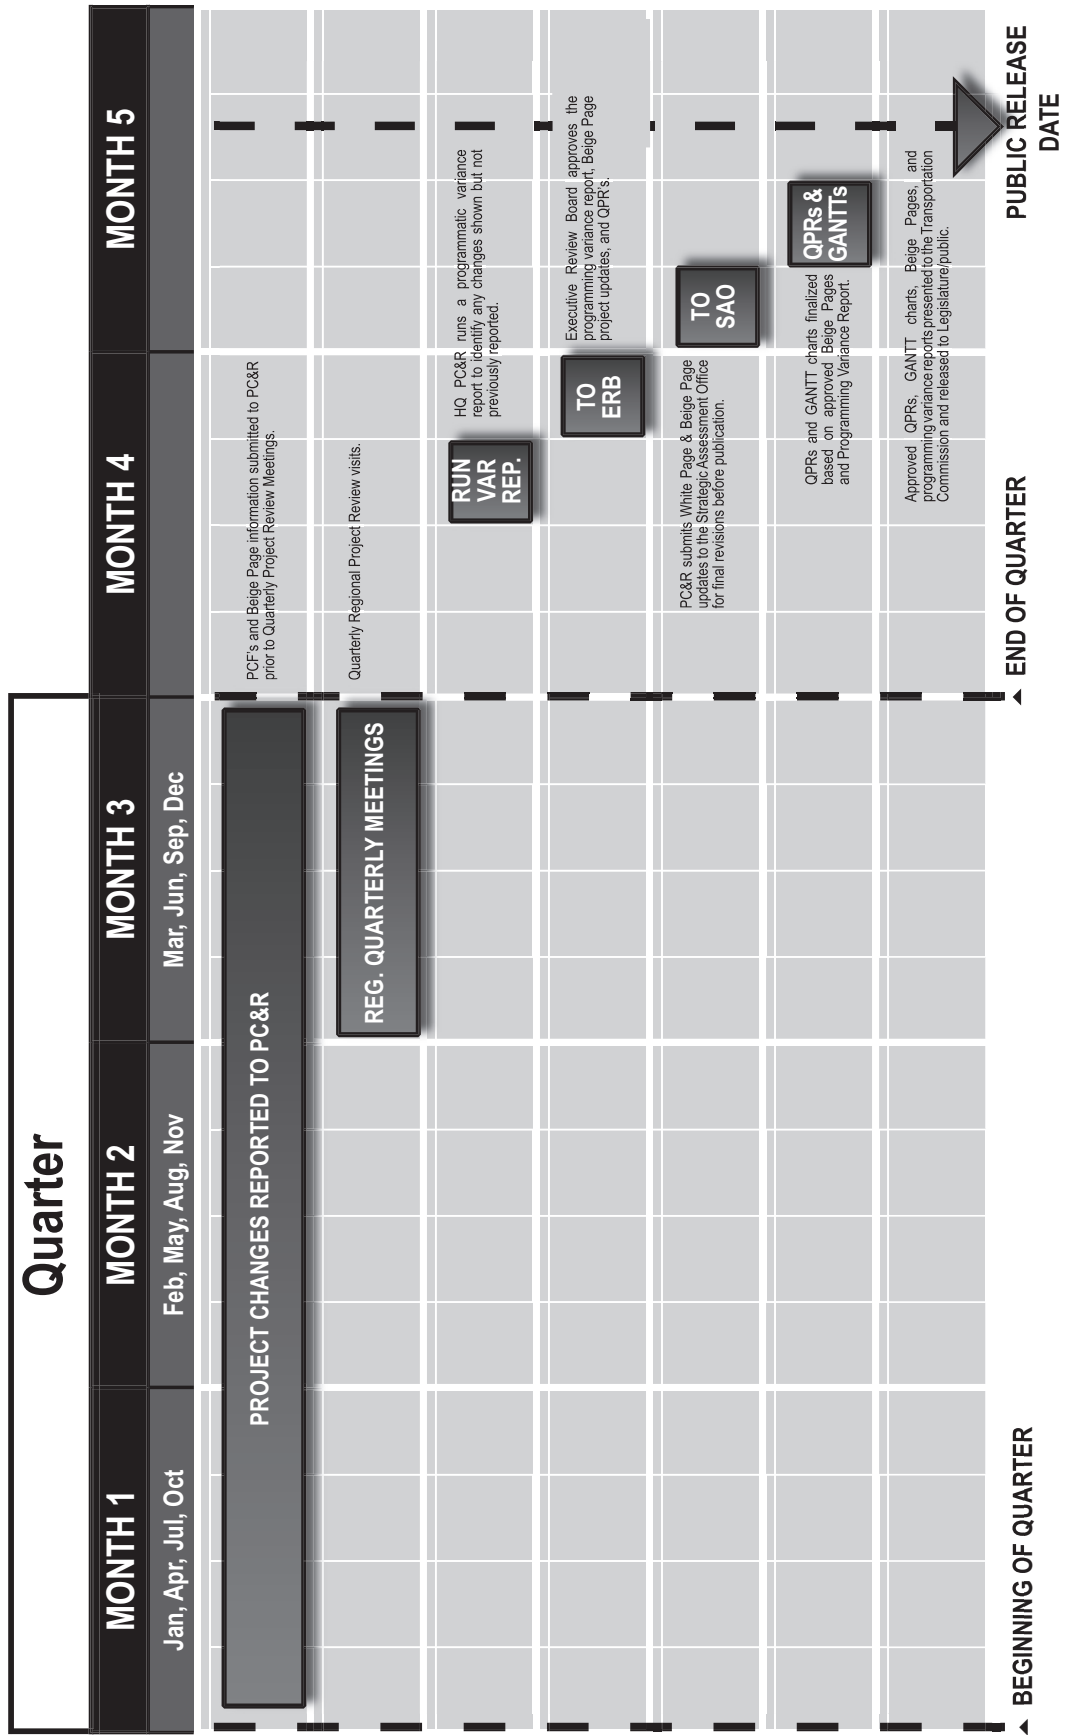 Quarter
MONTH 1
MONTH 2
MONTH 3
MONTH 4
MONTH 5
Jan, Apr, Jul, Oct
Feb, May, Aug, Nov
Mar, Jun, Sep, Dec
PROJECT CHANGES REPORTED TO PC&R
PCF's and Beige Page information submitted to PC&R
prior to Quarterly Project Review Meetings.
REG. QUARTERLY MEETINGS
Quarterly Regional Project Review visits.
RUN
VAR
REP.
HQ PC&R runs a programmatic variance
report to identify any changes shown but not
previously reported.
TO
ERB
Executive Review Board approves the
programming variance report, Beige Page
project updates, and QPR's.
PC&R submits White Page & Beige Page
updates to the Strategic Assessment Office
for final revisions before publication.
TO
SAO
QPRs and GANTT charts finalized
based on approved Beige Pages
and Programming Variance Report.
QPRs &
GANTTs
Approved QPRs, GANTT charts, Beige Pages, and
programming variance reports presented to the Transportation
Commission and released to Legislature/public.
BEGINNING OF QUARTER
END OF QUARTER
PUBLIC RELEASE
DATE